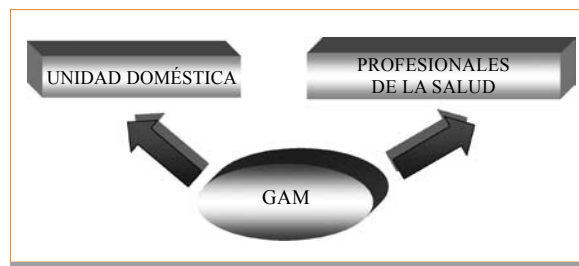 UNIDAD DOMÉSTICA
PROFESIONALES
DE LA SALUD
GAM